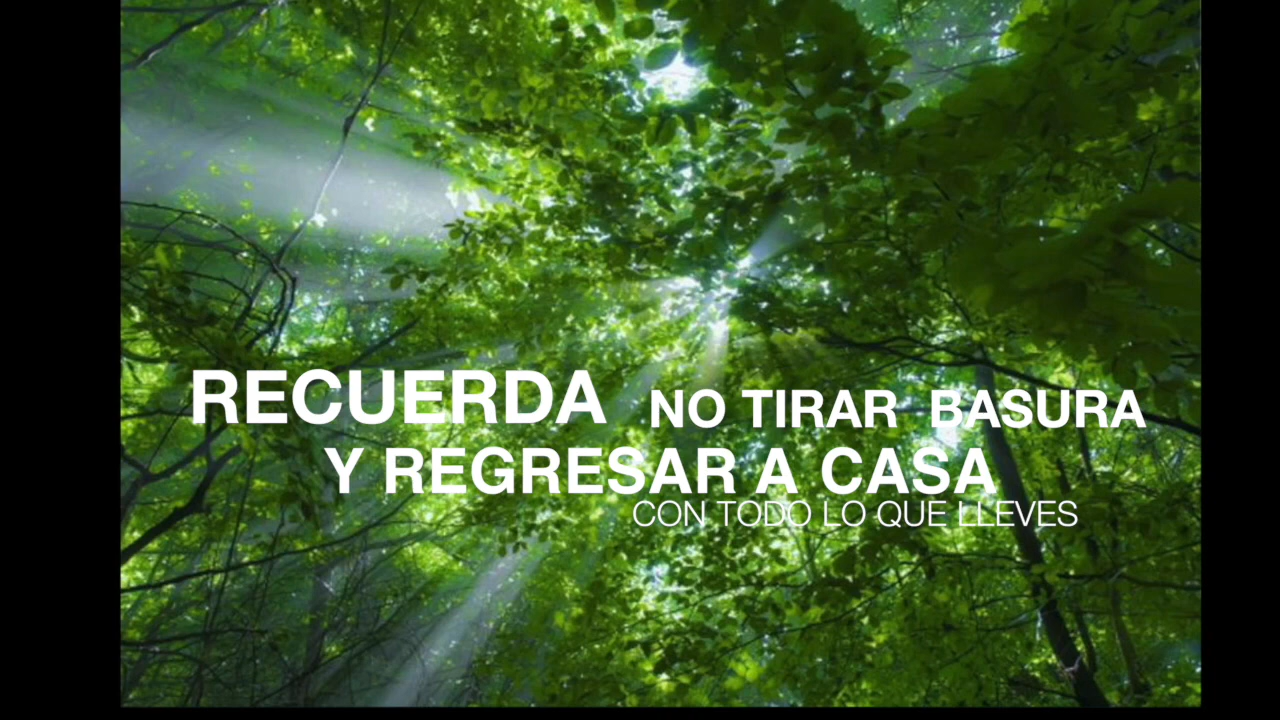 RECUERDA NO TIRAR BASURA
Y REGRESAR A CASA
CON TODO LO QUE LLEVES